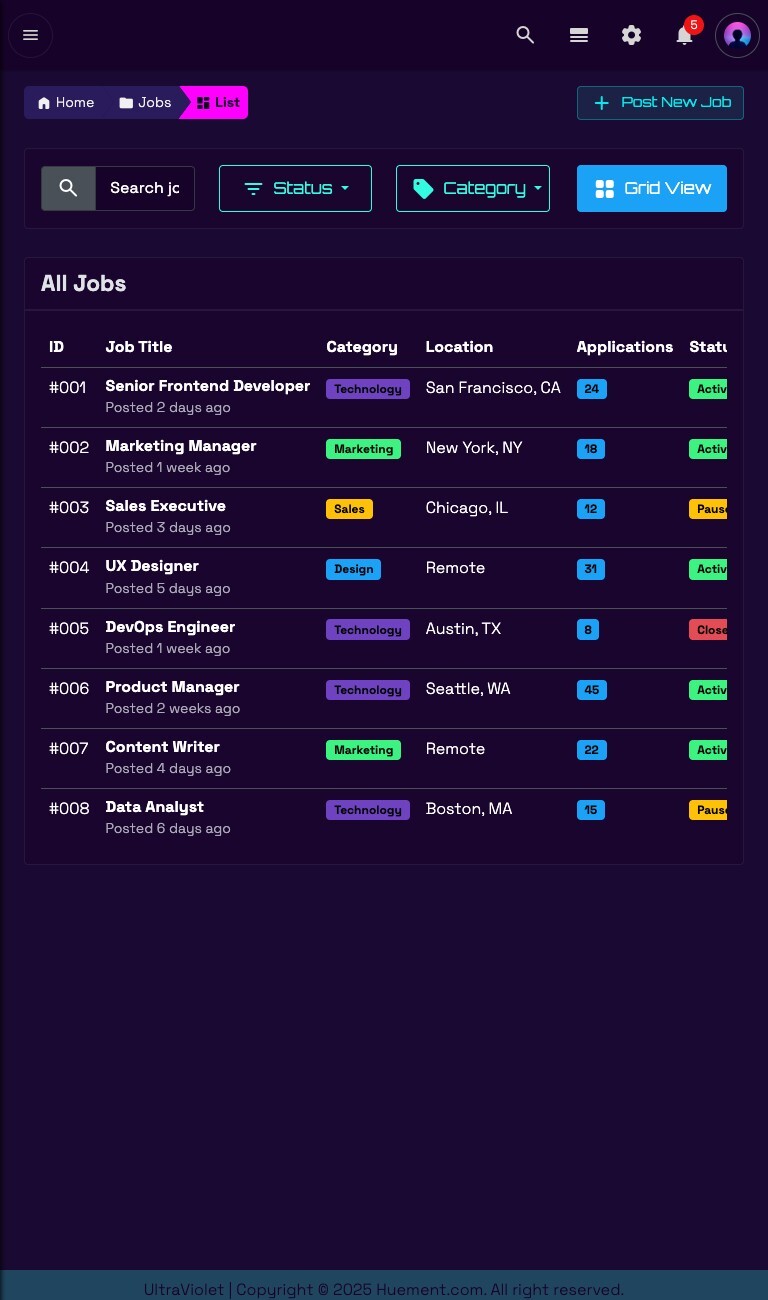 5
Home Jobs List Post New Job
Search jo Status Category Grid View
All Jobs
ID Job Title Category Location Applications Statu
#001 Senior Frontend Developer Technology San Francisco, CA 24 Activ
Posted 2 days ago
#002 Marketing Manager Marketing New York, NY 18 Activ
Posted 1 week ago
#003 Sales Executive Sales Chicago, IL 12 Pause
Posted 3 days ago
#004 UX Designer Design Remote 31 Activ
Posted 5 days ago
#005 DevOps Engineer Technology Austin, TX 8 Close
Posted 1 week ago
#006 Product Manager Technology Seattle, WA 45 Activ
Posted 2 weeks ago
#007 Content Writer Marketing Remote 22 Activ
Posted 4 days ago
#008 Data Analyst Technology Boston, MA 15 Pause
Posted 6 days ago
UltraViolet | Copyright © 2025 Huement.com. All right reserved.